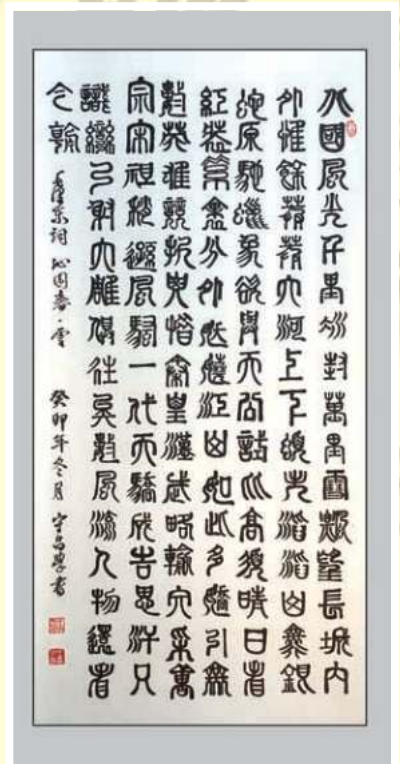 北國風光千里冰封萬里雪飄望長城内
外惟餘莽莽大河上下頓失滔滔山舞銀
蛇原馳蠟象欲與天公試比高須晴日看
紅裝素裹分外妖嬈江山如此多嬌引無
數英雄競折腰惜秦皇漢武略輸文采唐
宗宋祖稍遜風騷一代天驕成吉思汗只
識彎弓射大雕俱往矣數風流人物還看
今朝 毛澤東詞 沁園春·雪 癸卯年冬月 守昌學書